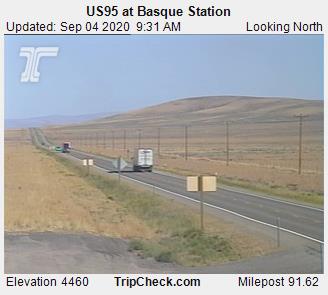 US95 at Basque Station
Updated: Sep 04 2020 9:31 AM Looking North
Elevation 4460 TripCheck.com Milepost 91.62